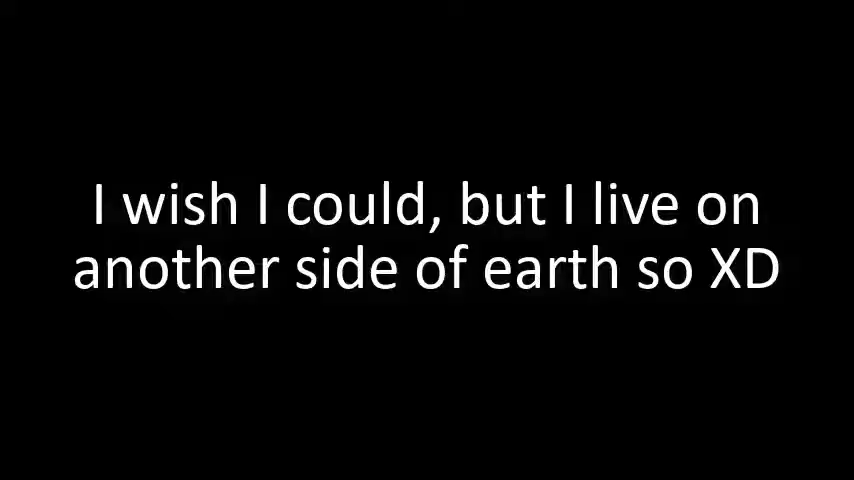 I wish I could, but I live on
another side of earth so XD